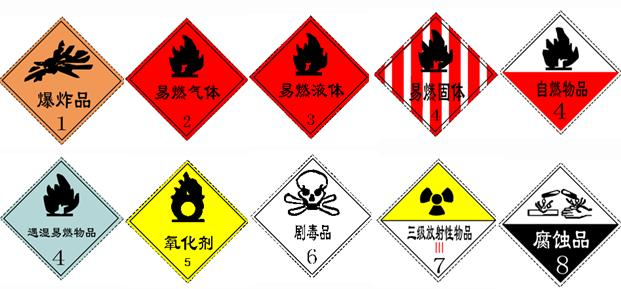 爆炸品
1
易燃气体
2
易燃液体
3
易燃固体
4
自燃物品
4
遇湿易燃物品
4
氧化剂
5
剧毒品
6
三级放射性物品
III
7
腐蚀品
8